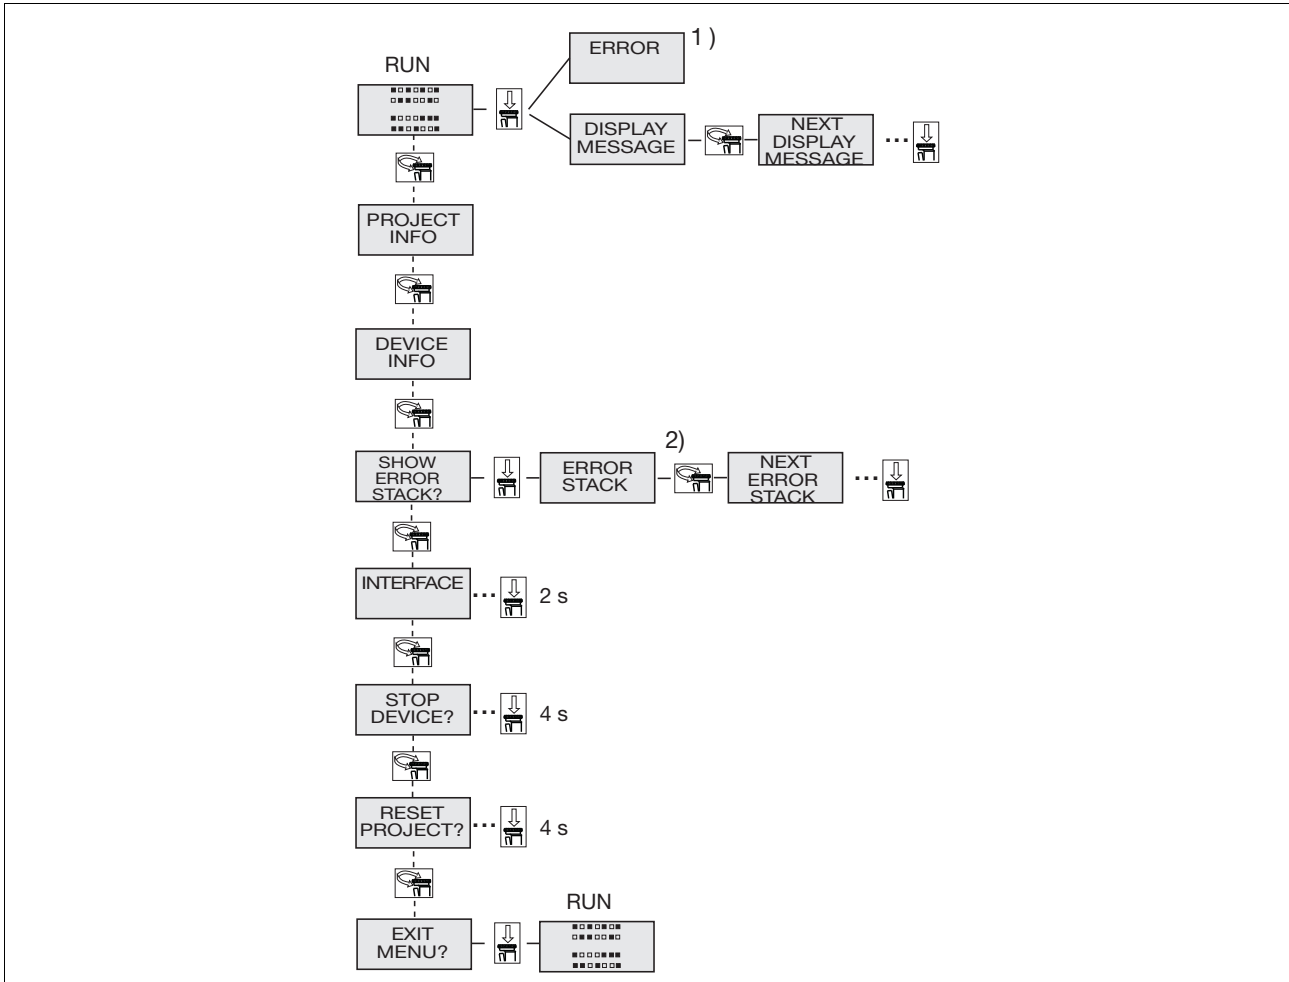 ERROR
1)
RUN
DISPLAY
MESSAGE
NEXT
DISPLAY
MESSAGE
...
PROJECT
INFO
DEVICE
INFO
2)
SHOW
ERROR
STACK?
ERROR
STACK
NEXT
ERROR
STACK
...
INTERFACE
...
2 s
STOP
DEVICE?
...
4 s
RESET
PROJECT?
...
4 s
RUN
EXIT
MENU?